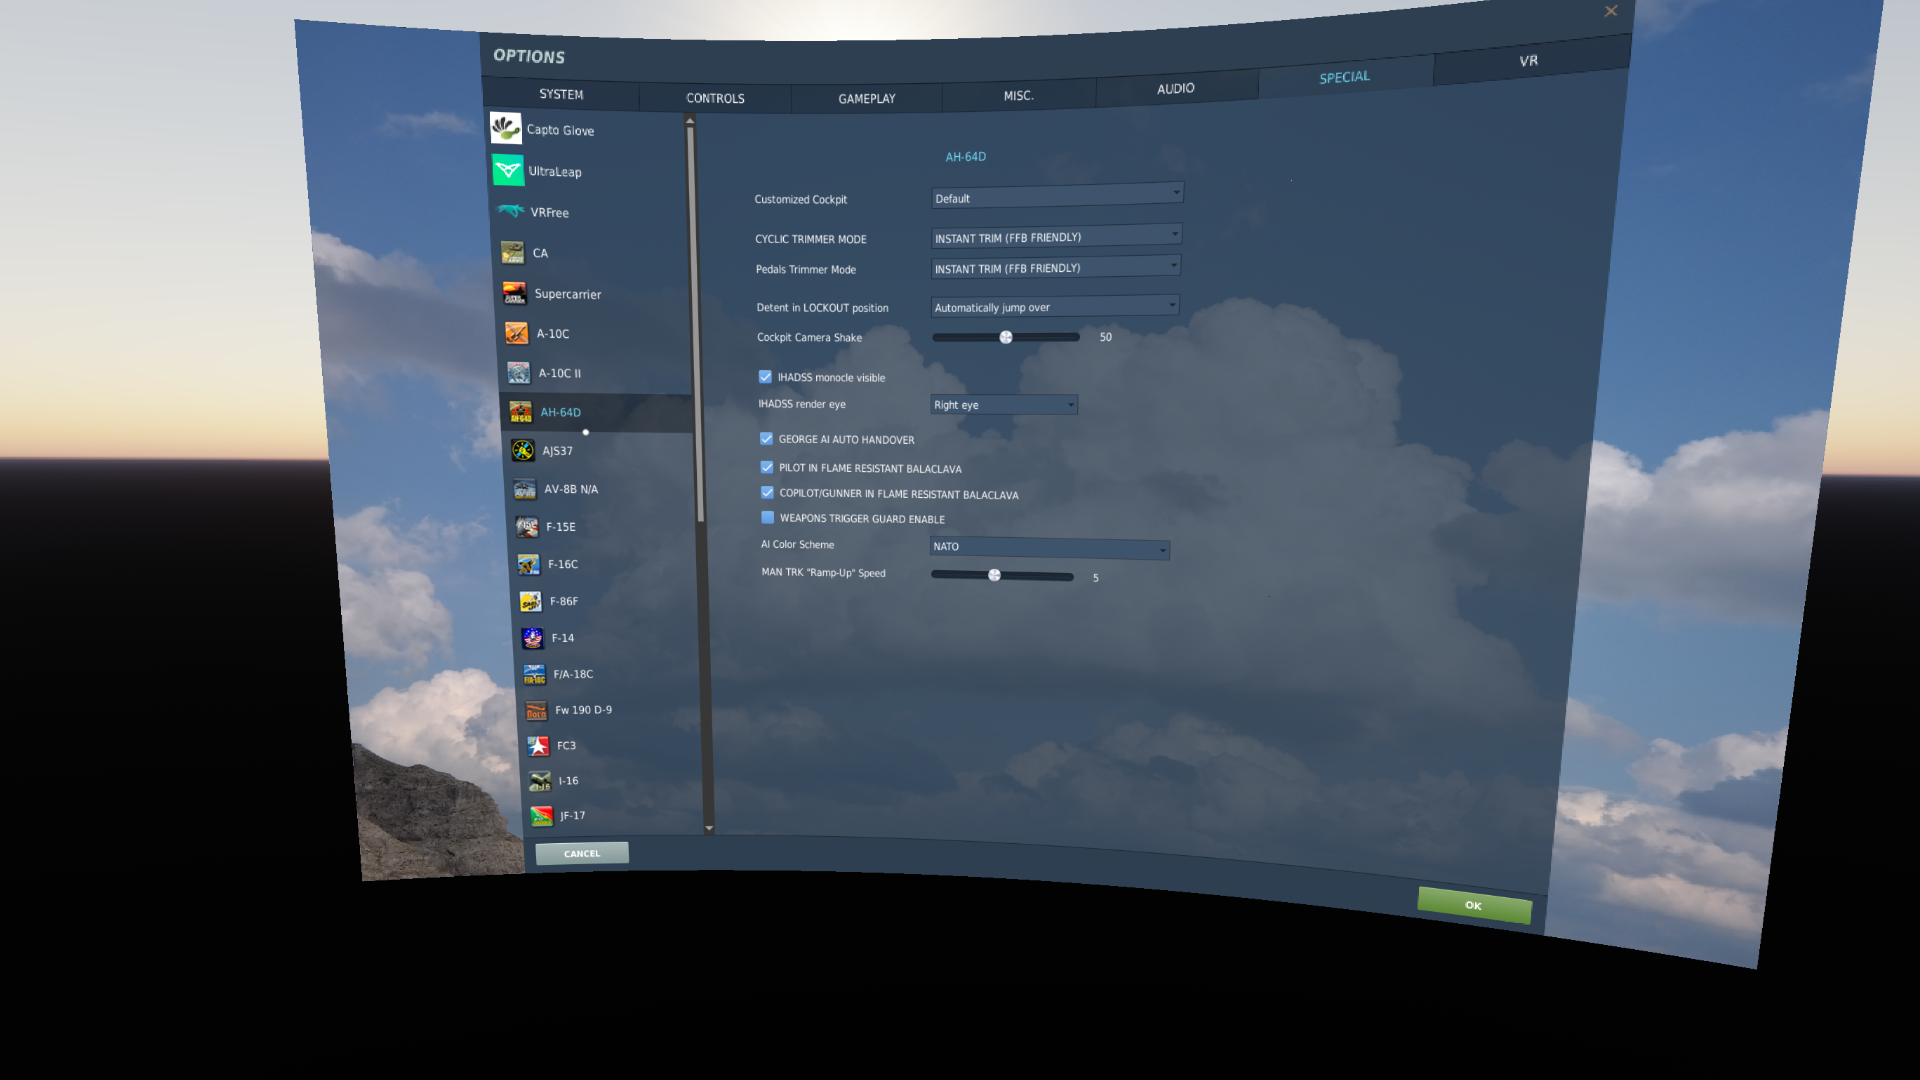 OPTIONS
SYSTEM
CONTROLS
GAMEPLAY
MISC.
AUDIO
SPECIAL
VR
Capto Glove
UltraLeap
VRFree
CA
Supercarrier
A-10C
A-10C II
AH-64D
AJS37
AV-8B N/A
F-15E
F-16C
F-86F
F-14
F/A-18C
Fw 190 D-9
FC3
I-16
JF-17
AH-64D
Customized Cockpit Default
CYCLIC TRIMMER MODE INSTANT TRIM (FFB FRIENDLY)
Pedals Trimmer Mode INSTANT TRIM (FFB FRIENDLY)
Detent in LOCKOUT position Automatically jump over
Cockpit Camera Shake 50
IHADSS monocle visible
IHADSS render eye Right eye
GEORGE AI AUTO HANDOVER
PILOT IN FLAME RESISTANT BALACLAVA
COPILOT/GUNNER IN FLAME RESISTANT BALACLAVA
WEAPONS TRIGGER GUARD ENABLE
AI Color Scheme NATO
MAN TRK "Ramp-Up" Speed 5
CANCEL
OK